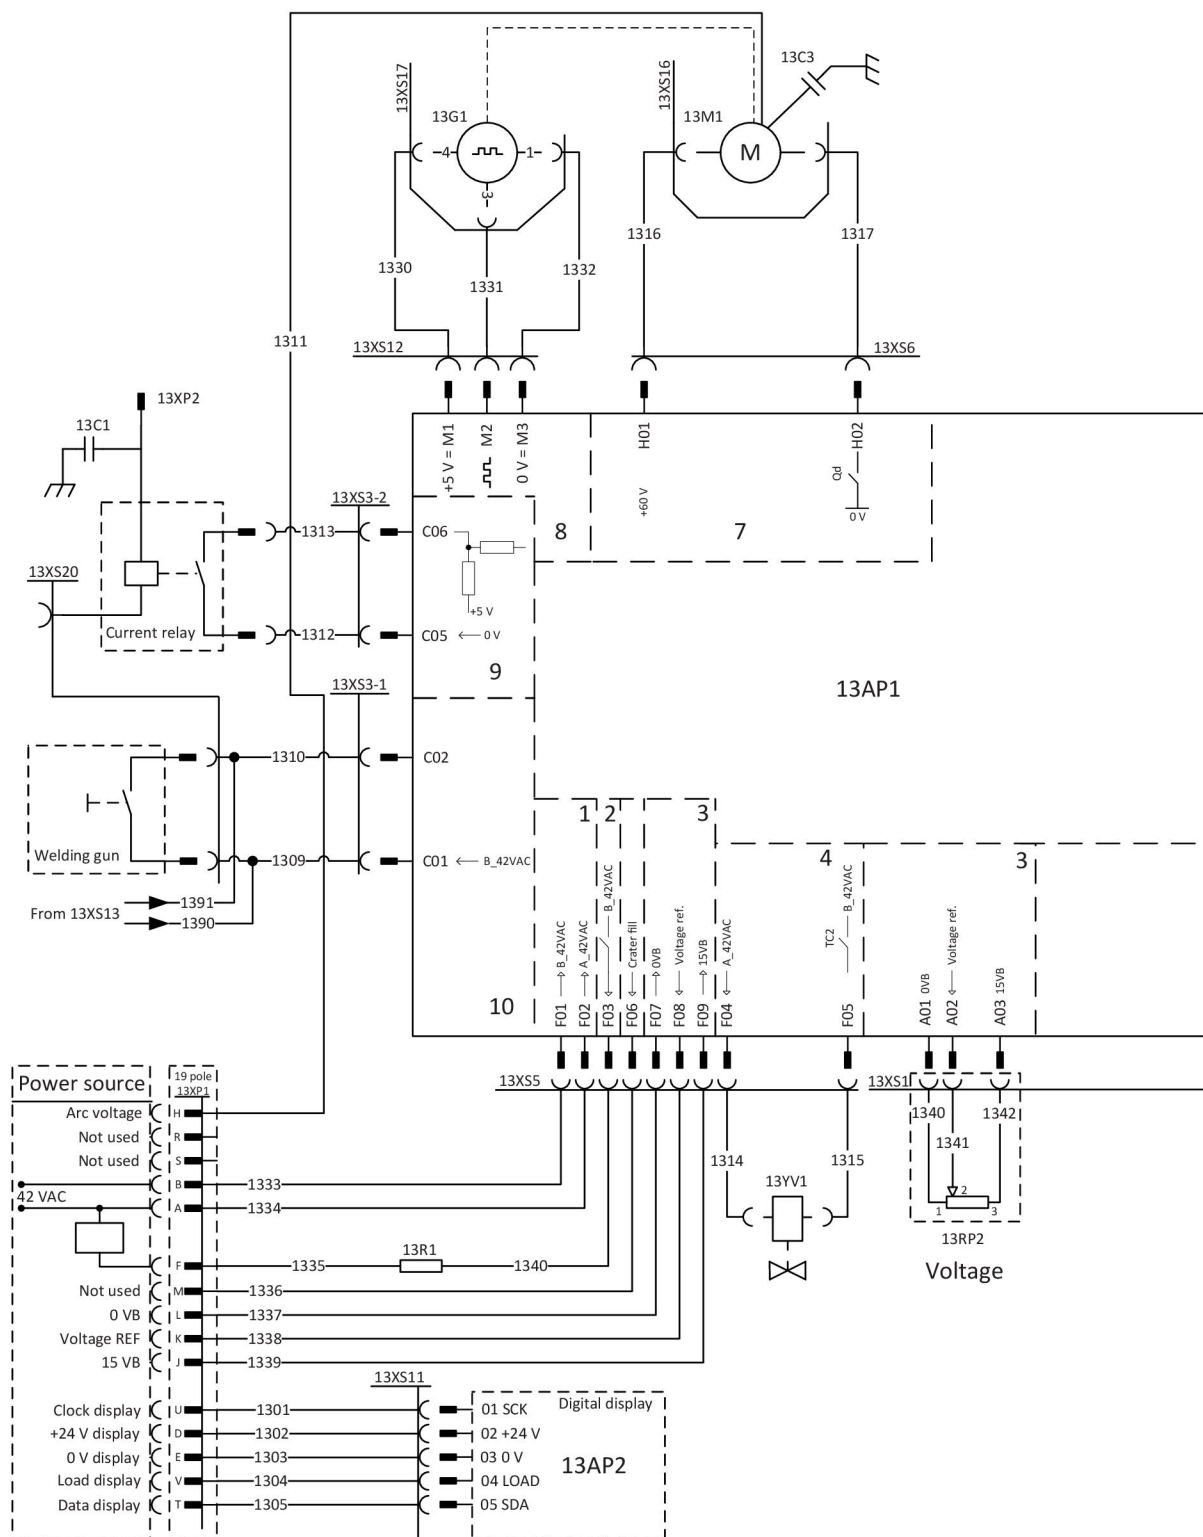 13C3
13XS17
13XS16
13G1
13M1
4
1
3
M
1316
1317
1330
1331
1332
1311
13XS12
13XS6
13XP2
13C1
+5 V = M1
M2
0 V = M3
H01
H02
+60 V
Qd
0 V
8
7
13XS3-2
1313
C06
+5 V
13XS20
Current relay
1312
C05
0 V
9
13XS3-1
13AP1
1310
C02
Welding gun
1309
C01
B_42VAC
From 13XS13
1391
1390
1
2
3
4
3
10
F01
B_42VAC
F02
A_42VAC
F03
B_42VAC
F06
Crater fill
F07
0VB
F08
Voltage ref.
F09
15VB
F04
A_42VAC
F05
TC2
B_42VAC
A01 0VB
A02
Voltage ref.
A03 15VB
13XS5
13XS1
Power source
19 pole
13XP1
Arc voltage
H
Not used
R
Not used
S
B
1333
42 VAC
A
1334
1314
1315
13YV1
1340
1341
1342
2
1
3
13RP2
Voltage
F
1335
13R1
1340
Not used
M
1336
0 VB
L
1337
Voltage REF
K
1338
15 VB
J
1339
13XS11
Clock display
U
1301
01 SCK
Digital display
+24 V display
D
1302
02 +24 V
0 V display
E
1303
03 0 V
13AP2
Load display
V
1304
04 LOAD
Data display
T
1305
05 SDA